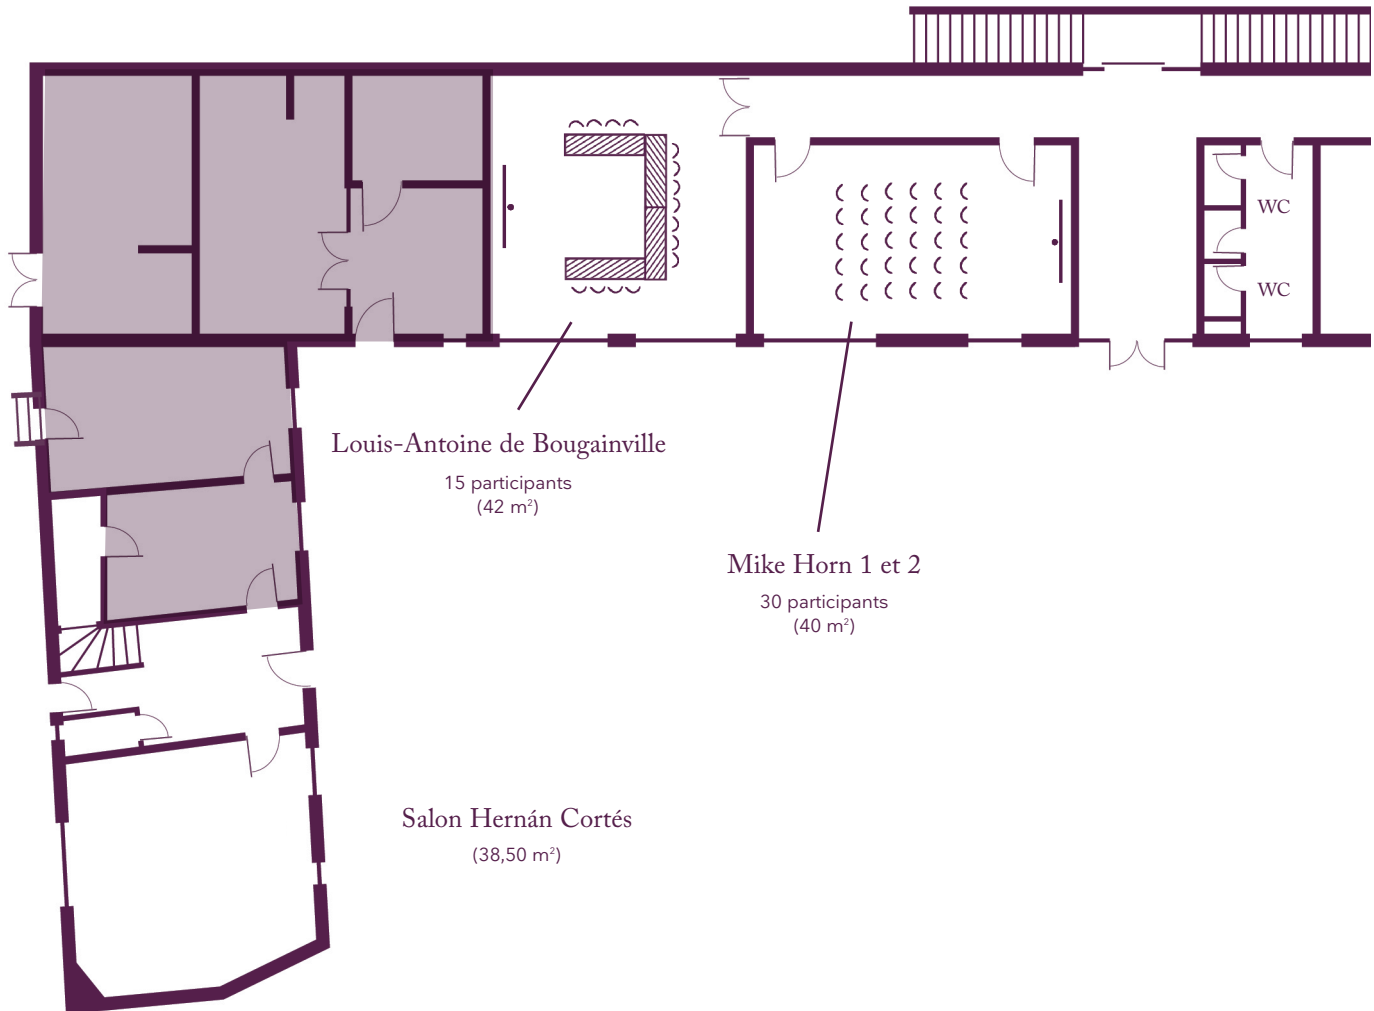 WC
WC
Louis-Antoine de Bougainville
15 participants
(42 m²)
Mike Horn 1 et 2
30 participants
(40 m²)
Salon Hernán Cortés
(38,50 m²)